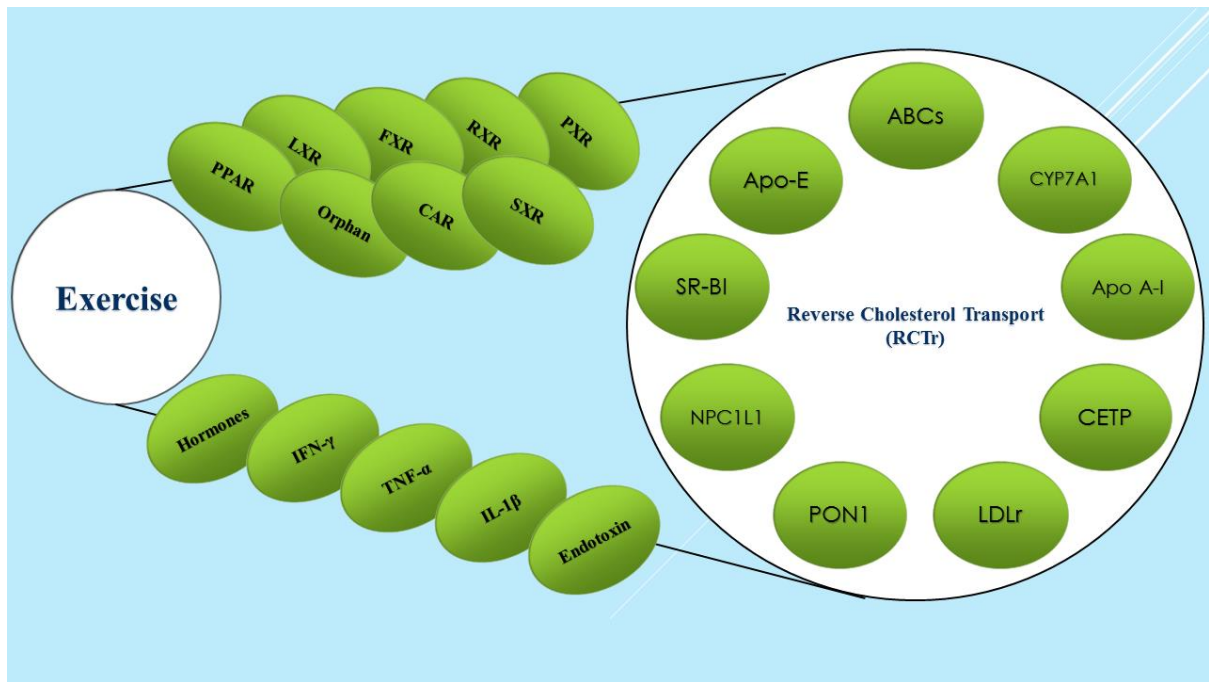 Exercise
PPAR
LXR
FXR
RXR
PXR
Orphan
CAR
SXR
Hormones
IFN-γ
TNF-α
IL-1β
Endotoxin
ABCs
Apo-E
CYP7A1
SR-BI
Apo A-I
Reverse Cholesterol Transport
(RCTr)
NPC1L1
CETP
PON1
LDLr